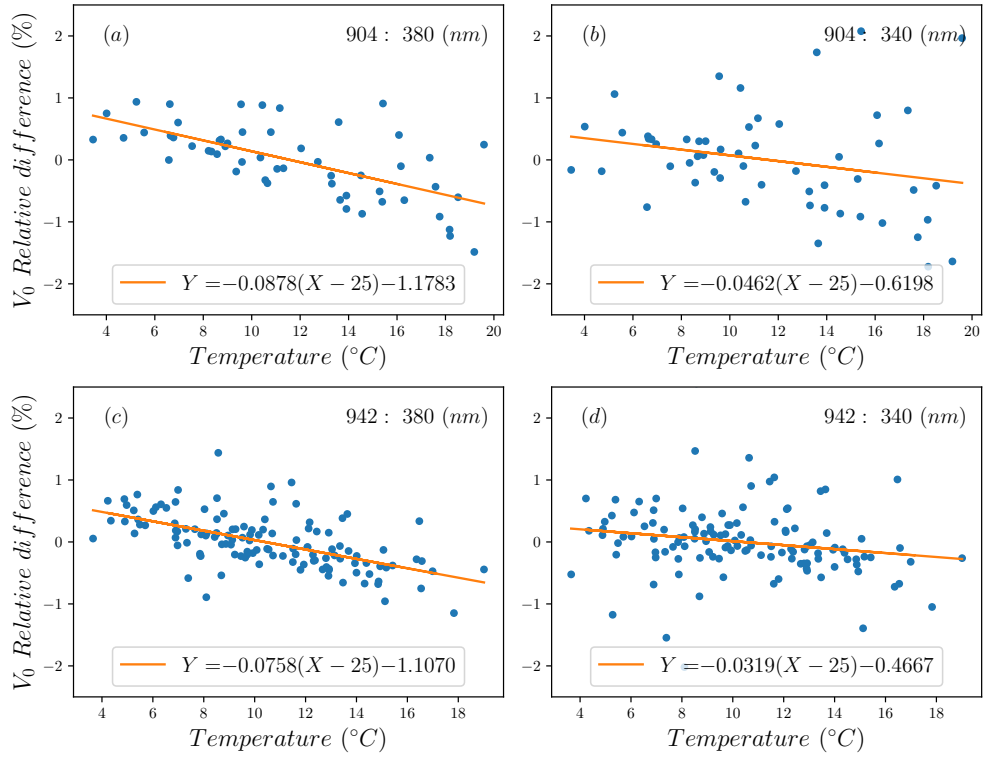 (a) 904 : 380 (nm)
V0 Relative difference (%)
2
1
0
−1
−2
Y =−0.0878(X − 25)−1.1783
4 6 8 10 12 14 16 18 20
Temperature (°C)
(b) 904 : 340 (nm)
2
1
0
−1
−2
Y =−0.0462(X − 25)−0.6198
4 6 8 10 12 14 16 18 20
Temperature (°C)
(c) 942 : 380 (nm)
V0 Relative difference (%)
2
1
0
−1
−2
Y =−0.0758(X − 25)−1.1070
4 6 8 10 12 14 16 18
Temperature (°C)
(d) 942 : 340 (nm)
2
1
0
−1
−2
Y =−0.0319(X − 25)−0.4667
4 6 8 10 12 14 16 18
Temperature (°C)